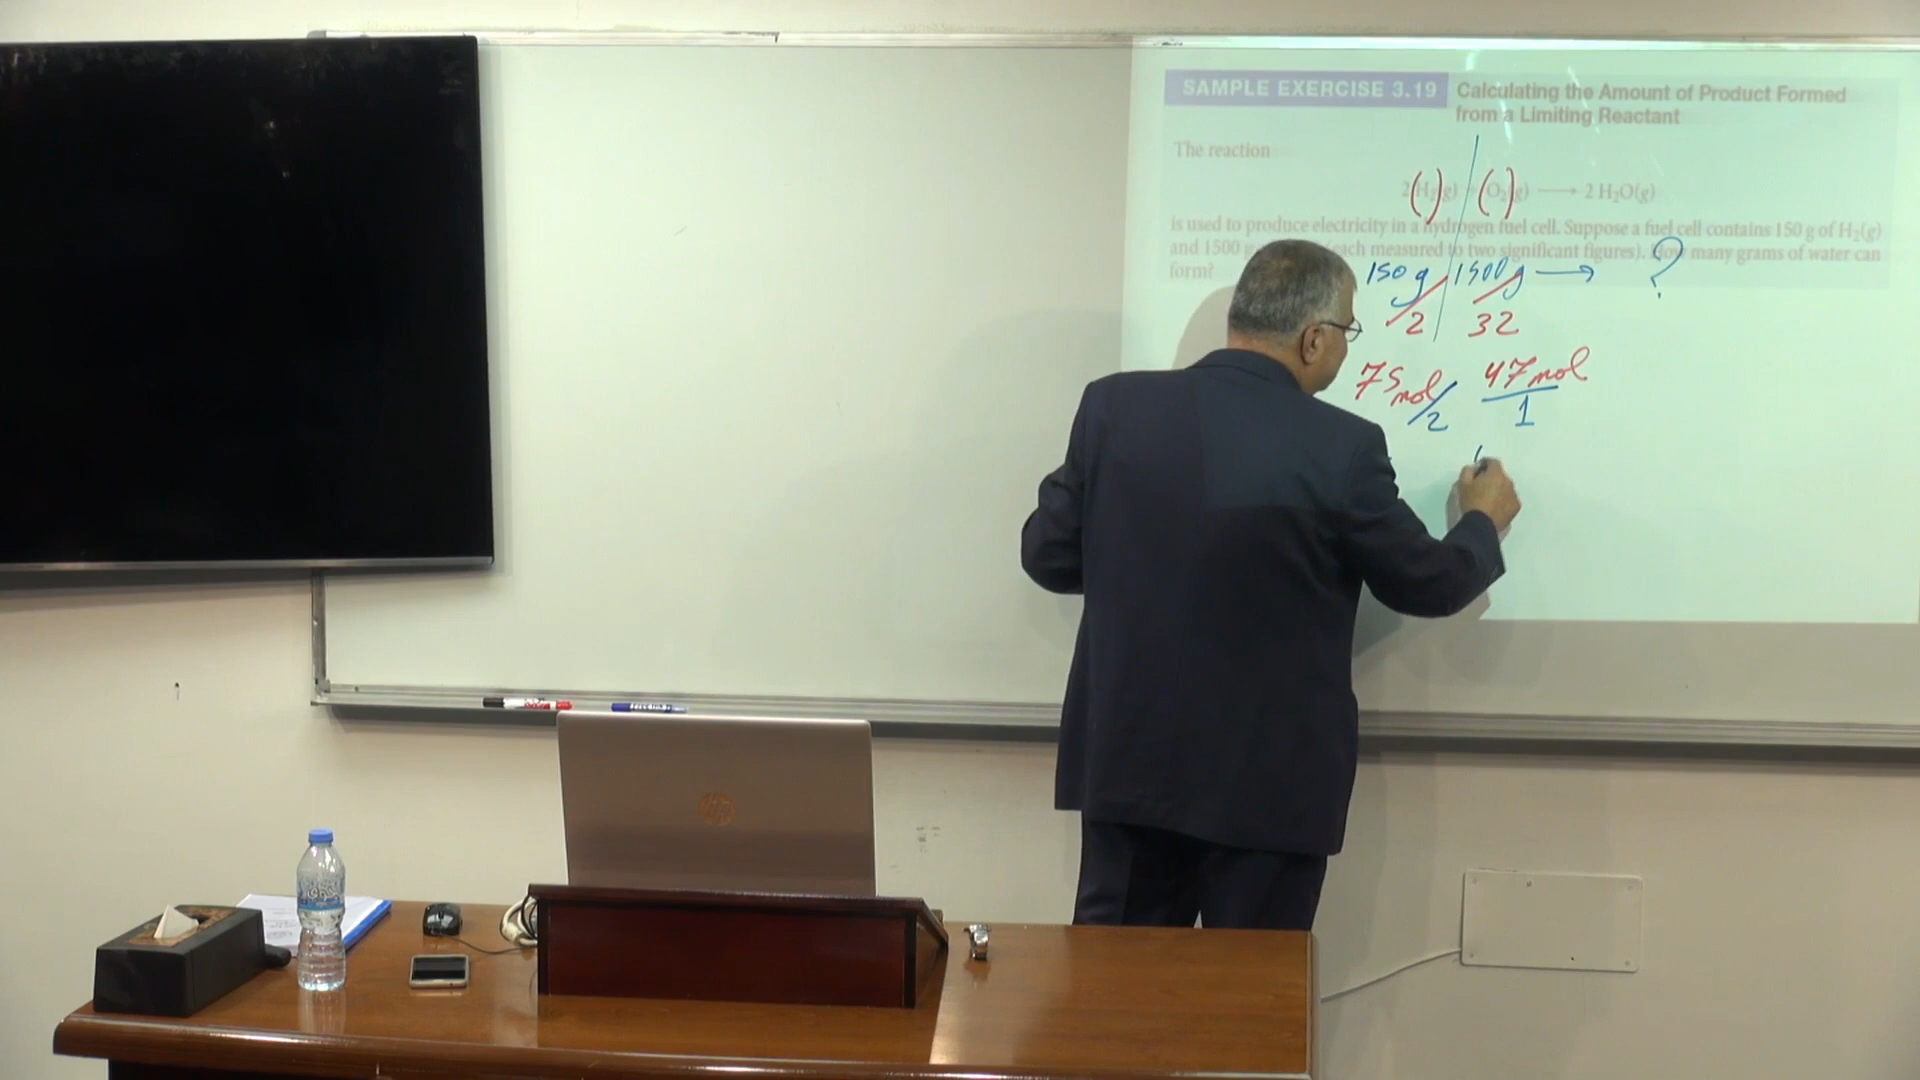 SAMPLE EXERCISE 3.19 Calculating the Amount of Product Formed
from a Limiting Reactant
The reaction
2 H₂(g) + O₂(g) ⟶ 2 H₂O(g)
( ) ( )
is used to produce electricity in a hydrogen fuel cell. Suppose a fuel cell contains 150 g of H₂(g)
and 1500 g (each measured to two significant figures). How many grams of water can
form?
150 g 1500 g → ?
2 32
75 mol 47 mol
2 1
hp